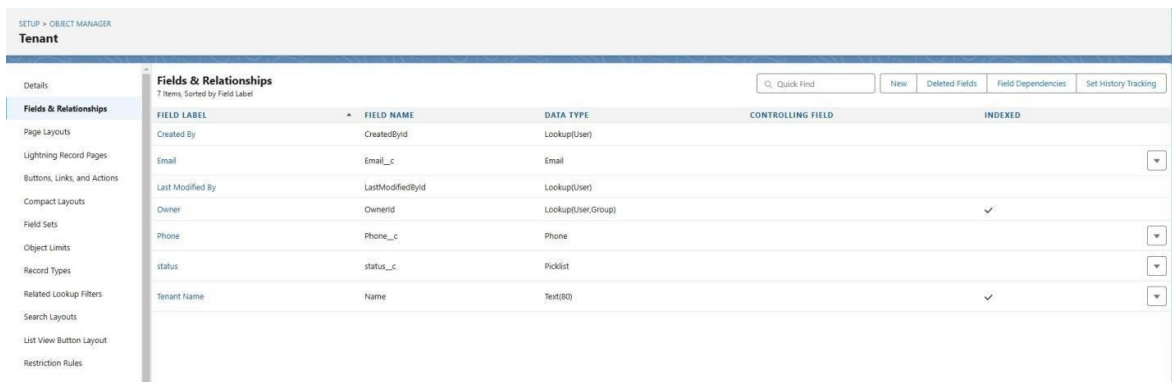 SETUP > OBJECT MANAGER
Tenant
Details
Fields & Relationships
Page Layouts
Lightning Record Pages
Buttons, Links, and Actions
Compact Layouts
Field Sets
Object Limits
Record Types
Related Lookup Filters
Search Layouts
List View Button Layout
Restriction Rules
Fields & Relationships
7 Items, Sorted by Field Label
Quick Find New Deleted Fields Field Dependencies Set History Tracking
FIELD LABEL FIELD NAME DATA TYPE CONTROLLING FIELD INDEXED
Created By CreatedById Lookup(User)
Email Email__c Email
Last Modified By LastModifiedById Lookup(User)
Owner OwnerId Lookup(User,Group)
Phone Phone__c Phone
status status__c Picklist
Tenant Name Name Text(80)